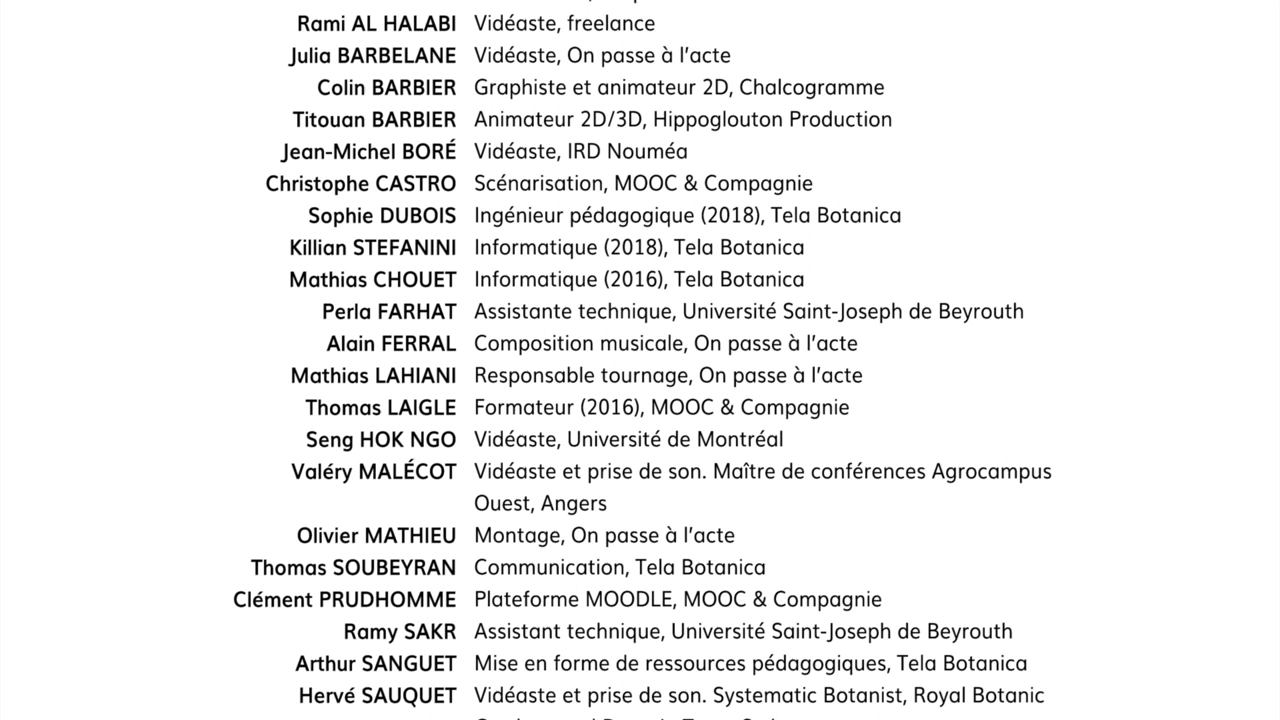 Rami AL HALABI Vidéaste, freelance
Julia BARBELANE Vidéaste, On passe à l'acte
Colin BARBIER Graphiste et animateur 2D, Chalcogramme
Titouan BARBIER Animateur 2D/3D, Hippoglouton Production
Jean-Michel BORÉ Vidéaste, IRD Nouméa
Christophe CASTRO Scénarisation, MOOC & Compagnie
Sophie DUBOIS Ingénieur pédagogique (2018), Tela Botanica
Killian STEFANINI Informatique (2018), Tela Botanica
Mathias CHOUET Informatique (2016), Tela Botanica
Perla FARHAT Assistante technique, Université Saint-Joseph de Beyrouth
Alain FERRAL Composition musicale, On passe à l'acte
Mathias LAHIANI Responsable tournage, On passe à l'acte
Thomas LAIGLE Formateur (2016), MOOC & Compagnie
Seng HOK NGO Vidéaste, Université de Montréal
Valéry MALÉCOT Vidéaste et prise de son. Maître de conférences Agrocampus
Ouest, Angers
Olivier MATHIEU Montage, On passe à l'acte
Thomas SOUBEYRAN Communication, Tela Botanica
Clément PRUDHOMME Plateforme MOODLE, MOOC & Compagnie
Ramy SAKR Assistant technique, Université Saint-Joseph de Beyrouth
Arthur SANGUET Mise en forme de ressources pédagogiques, Tela Botanica
Hervé SAUQUET Vidéaste et prise de son. Systematic Botanist, Royal Botanic